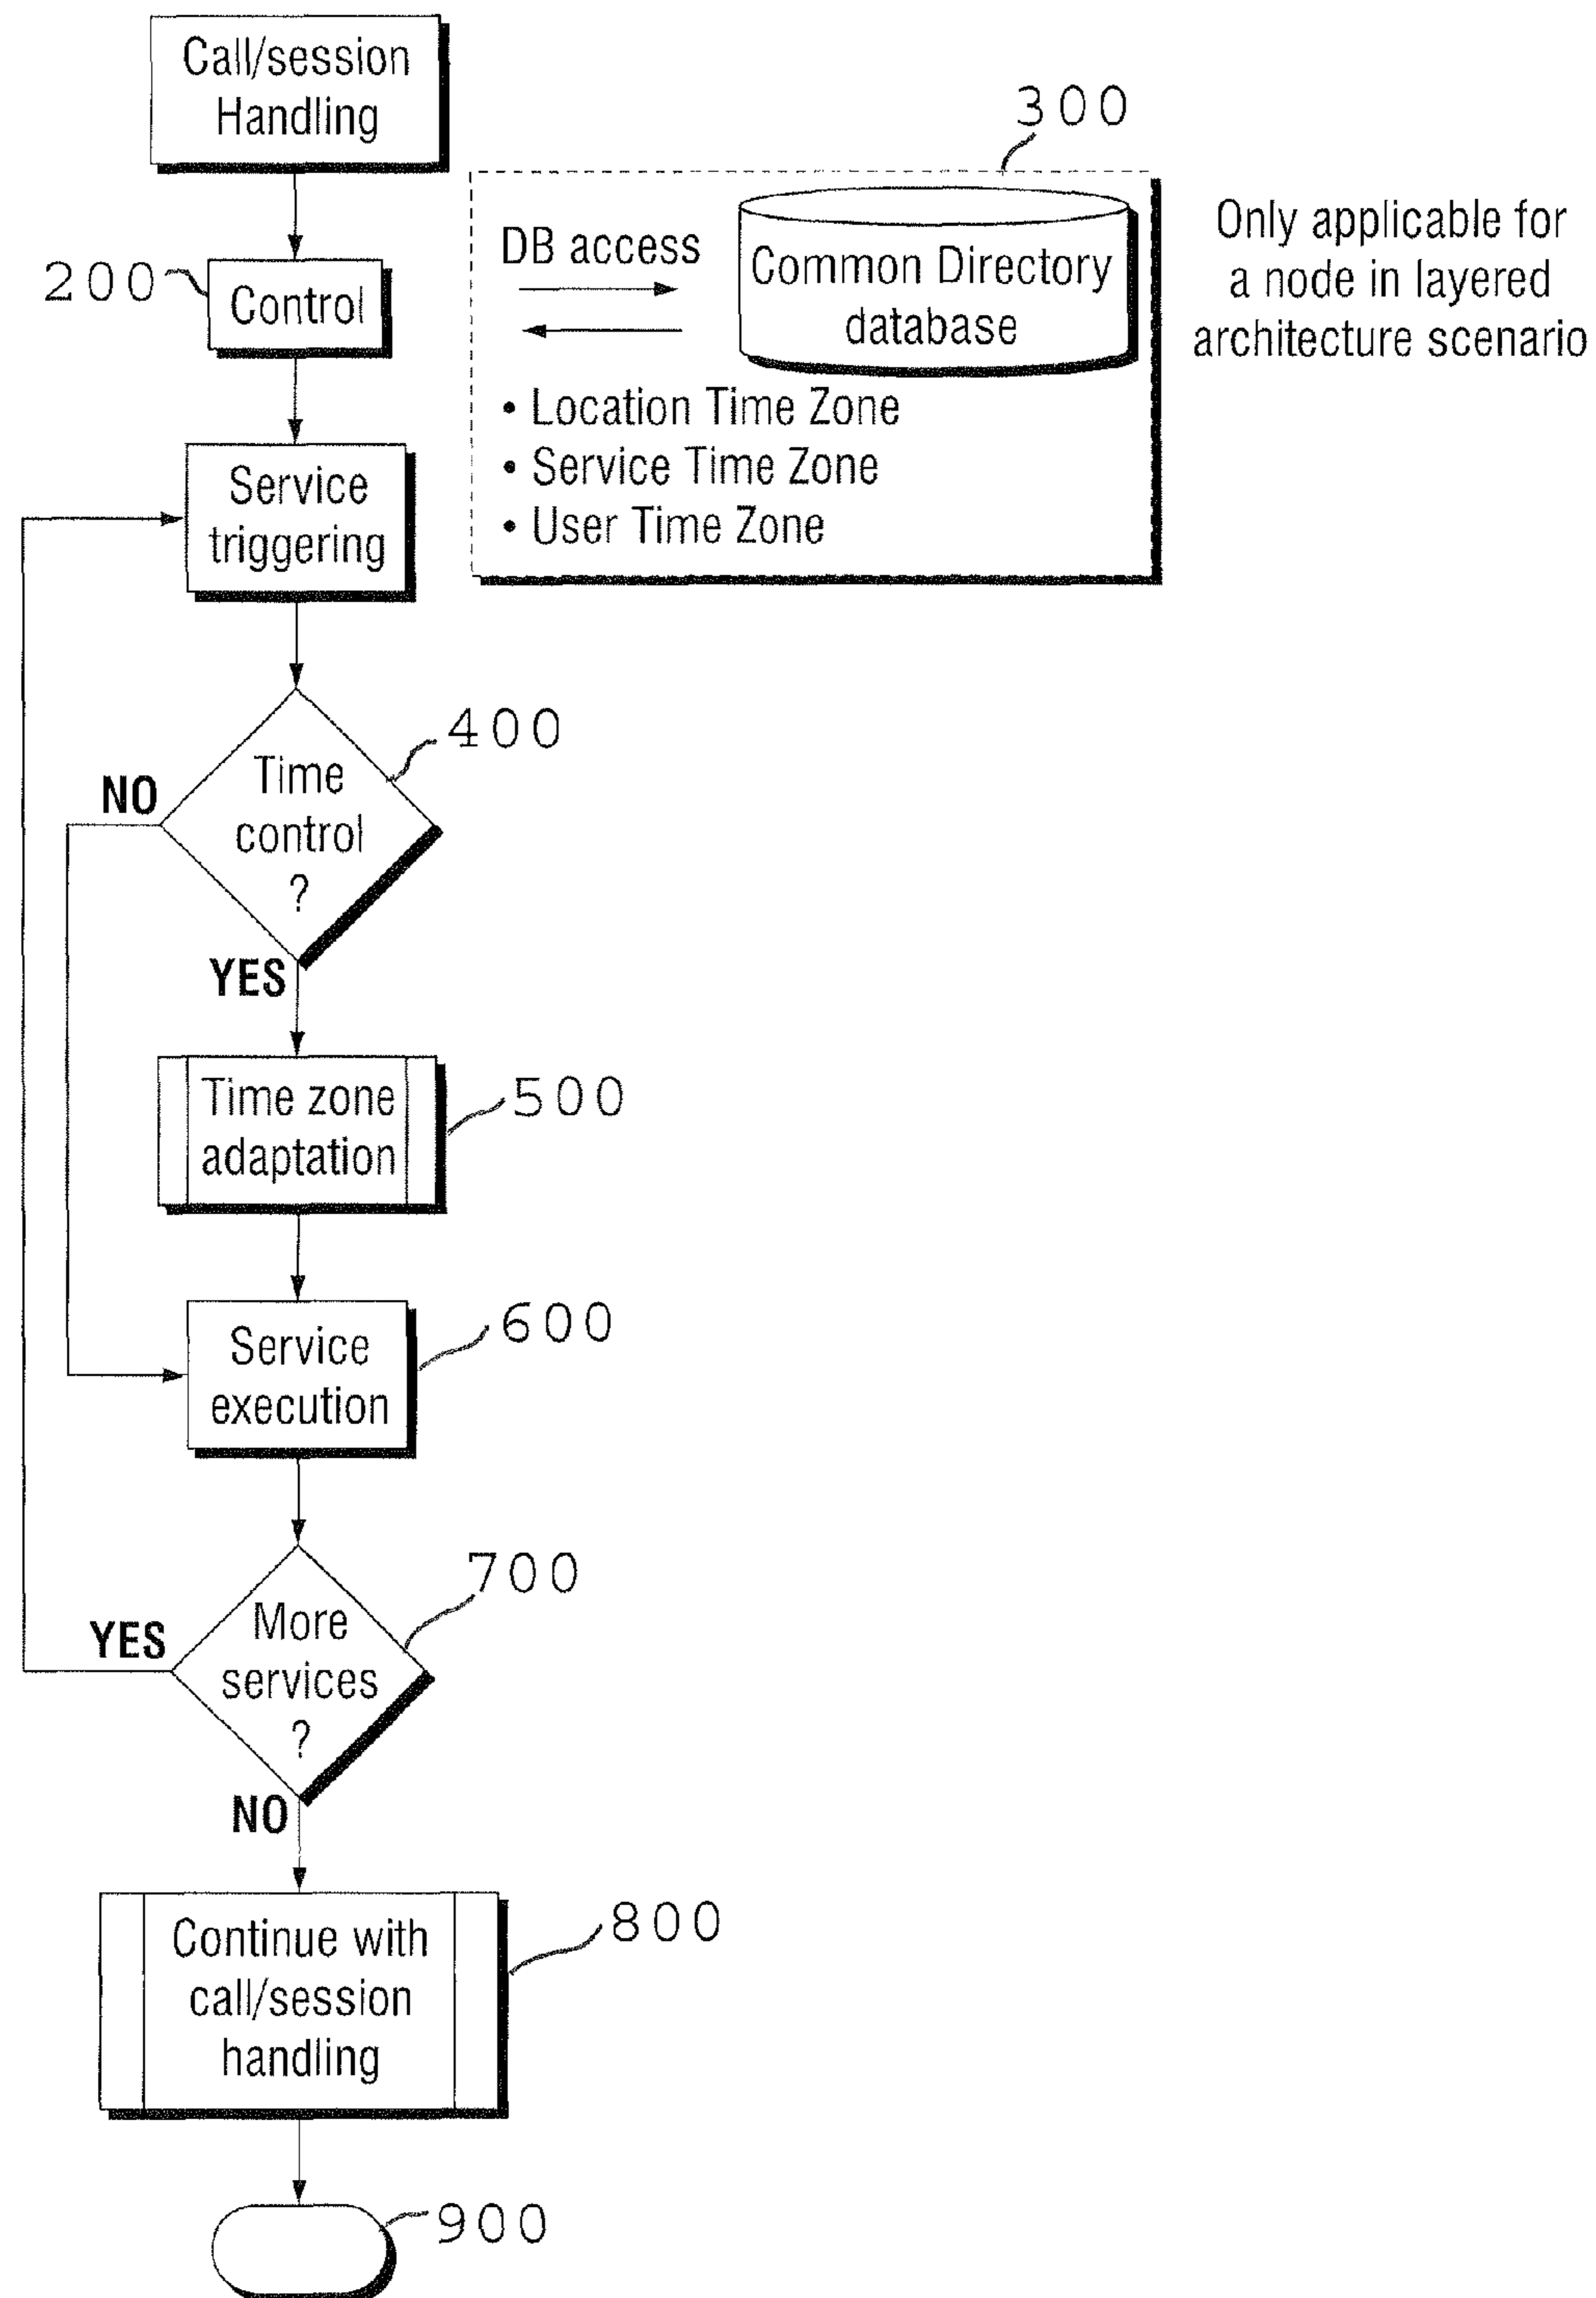 Call/session
Handling
300
200
Control
DB access
Common Directory
database
• Location Time Zone
• Service Time Zone
• User Time Zone
Only applicable for
a node in layered
architecture scenario
Service
triggering
400
Time
control
?
NO
YES
Time zone
adaptation
500
Service
execution
600
700
More
services
?
YES
NO
Continue with
call/session
handling
800
900